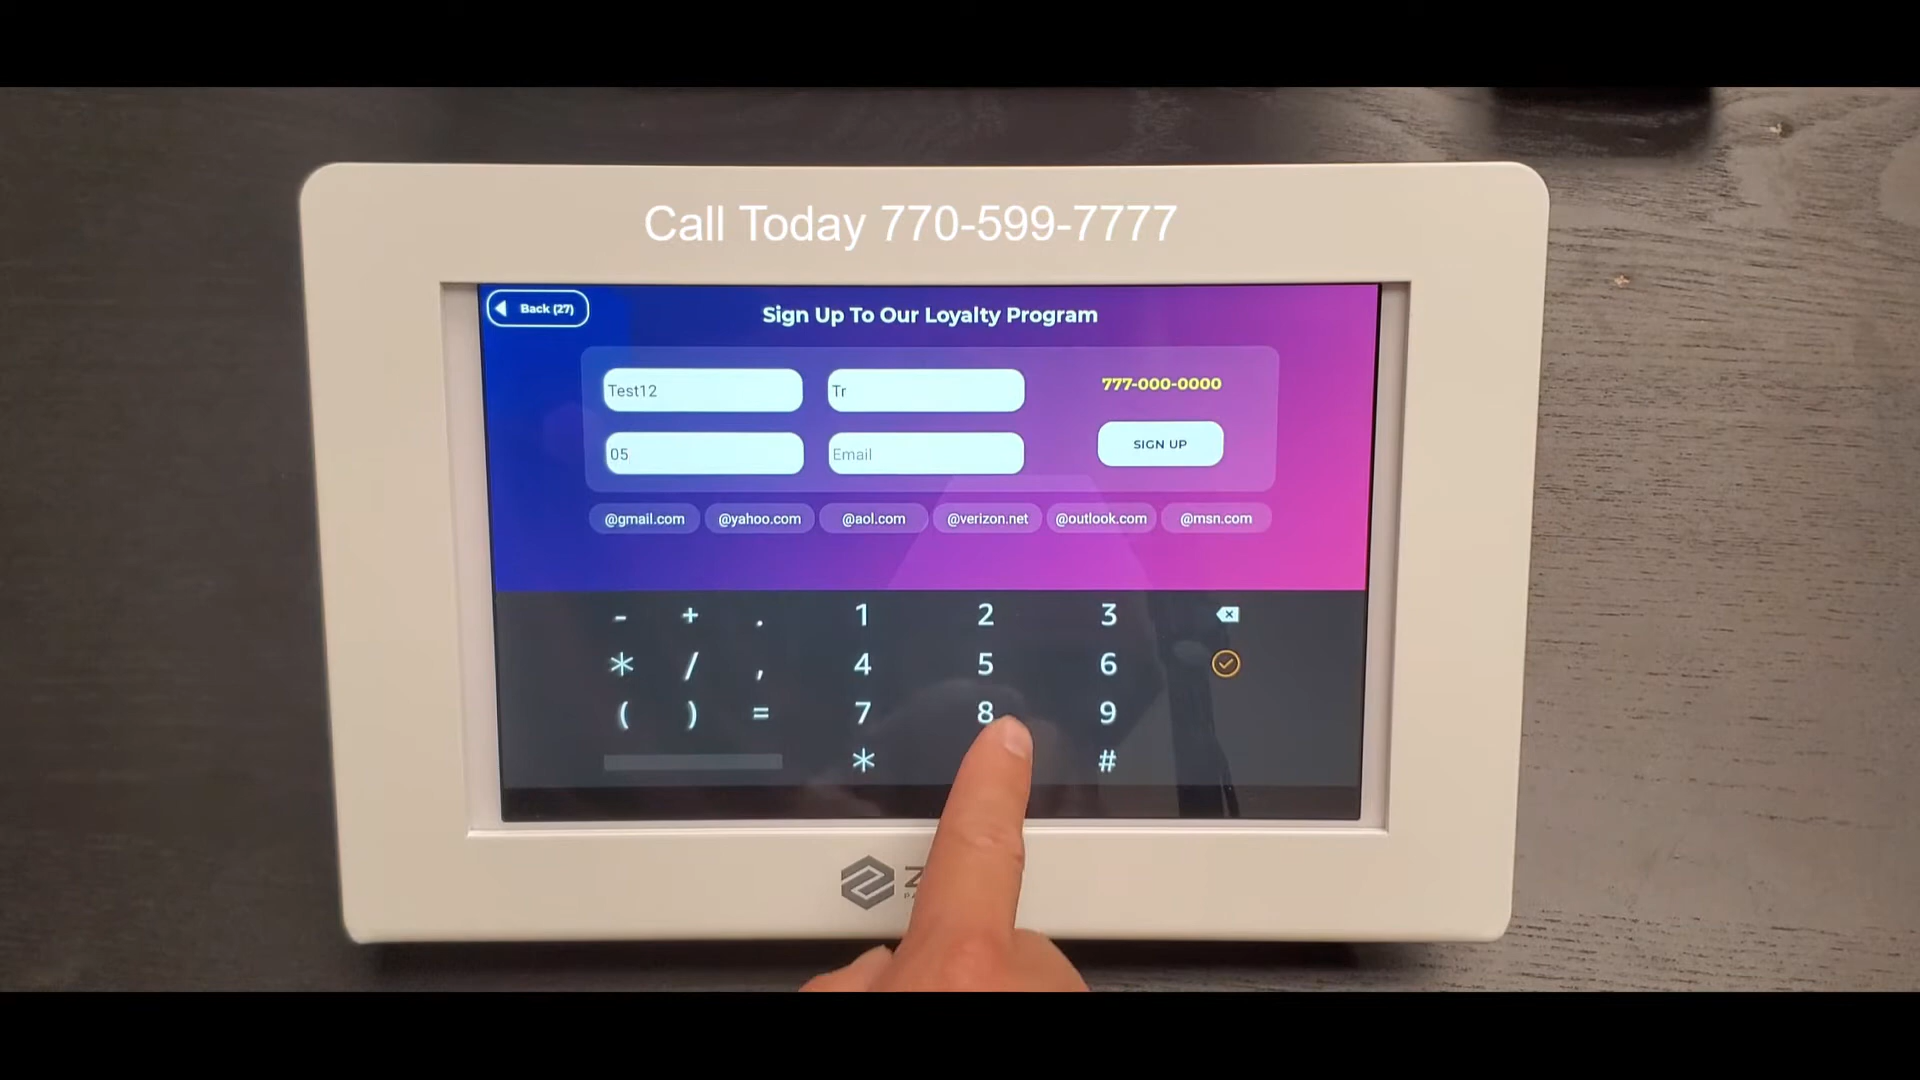 Call Today 770-599-7777
Back (27)
Sign Up To Our Loyalty Program
Test12
Tr
777-000-0000
05
Email
SIGN UP
@gmail.com @yahoo.com @aol.com @verizon.net @outlook.com @msn.com
- + . 1 2 3
* / , 4 5 6
( ) = 7 8 9
* #